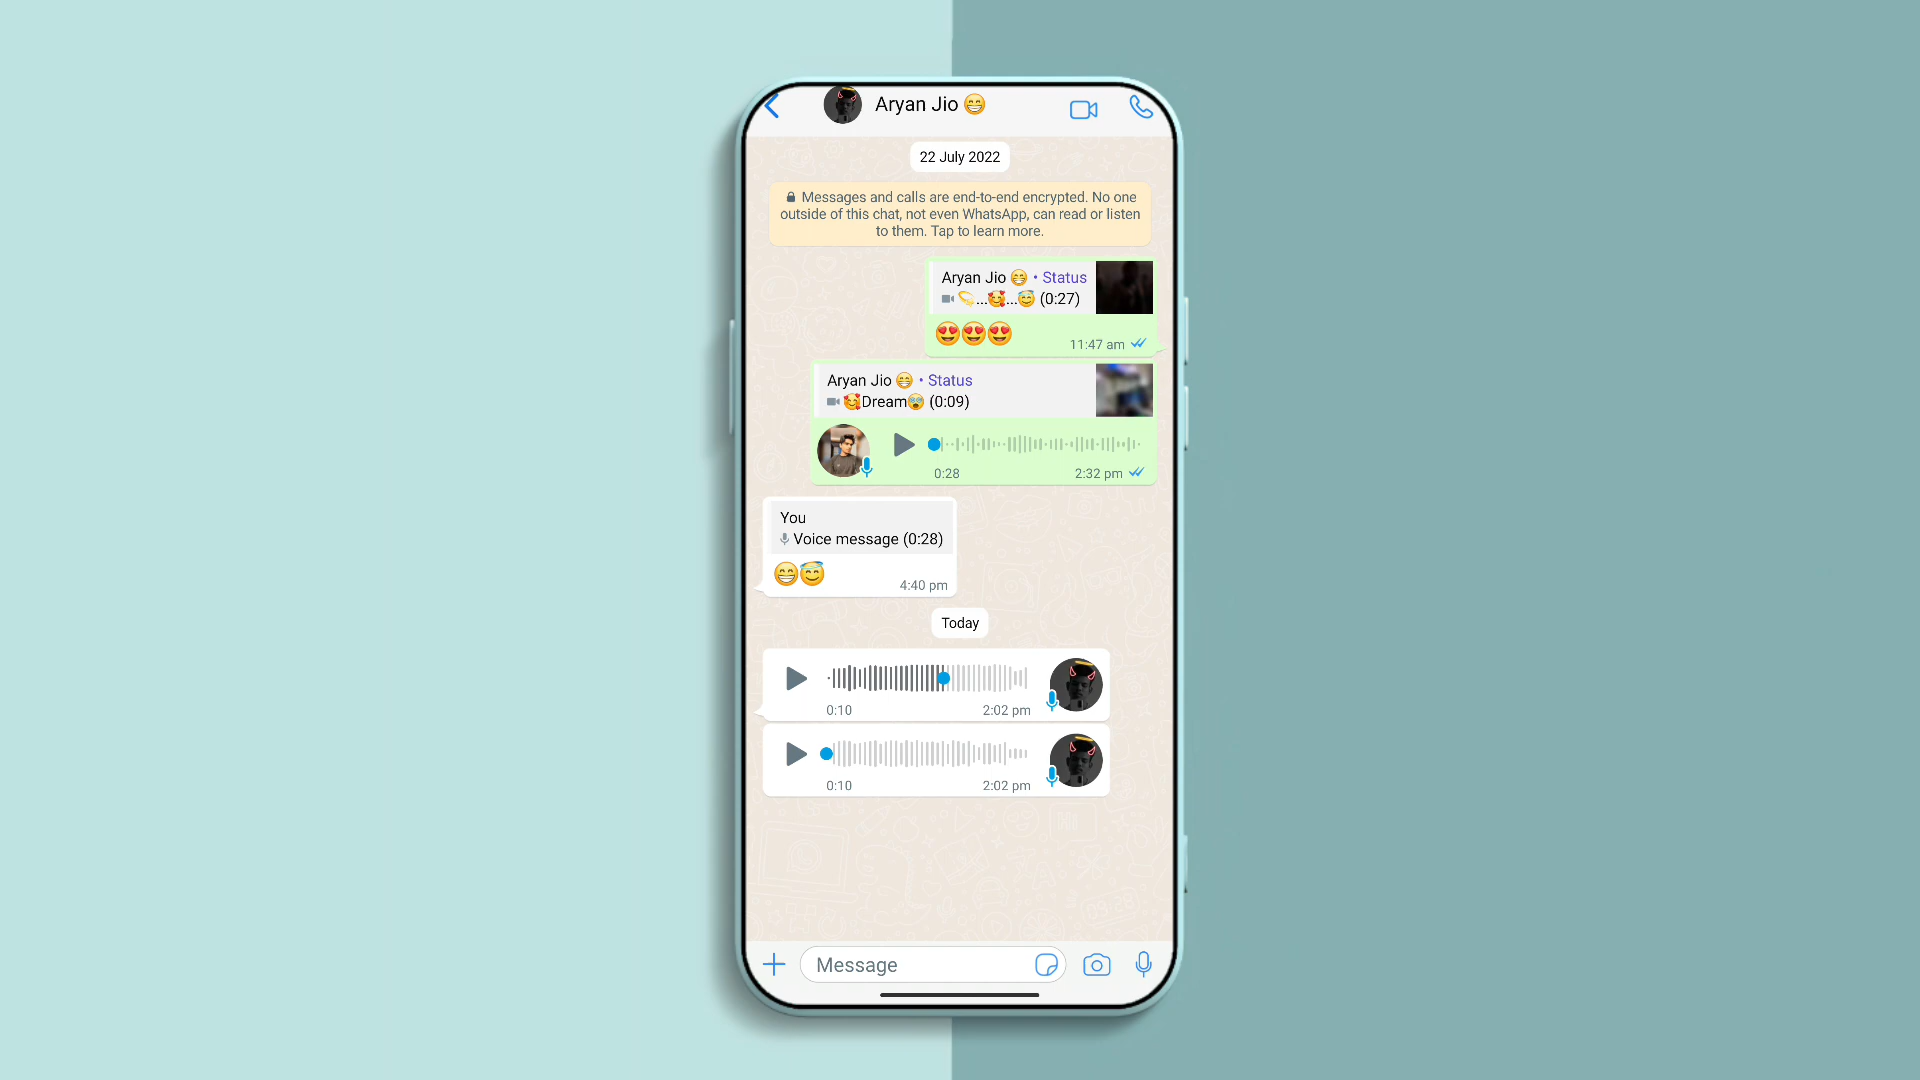 Aryan Jio 😁
22 July 2022
Messages and calls are end-to-end encrypted. No one
outside of this chat, not even WhatsApp, can read or listen
to them. Tap to learn more.
Aryan Jio 😁 • Status
💫...🥰...😇 (0:27)
😍😍😍
11:47 am
Aryan Jio 😁 • Status
🥰Dream😭 (0:09)
0:28
2:32 pm
You
Voice message (0:28)
😁😇
4:40 pm
Today
0:10
2:02 pm
0:10
2:02 pm
Message